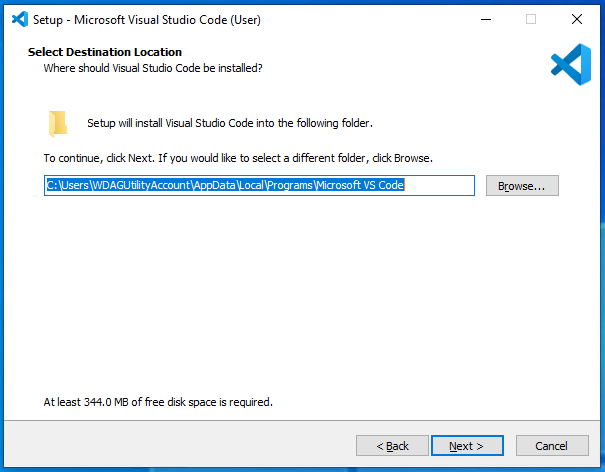 Setup - Microsoft Visual Studio Code (User)
Select Destination Location
Where should Visual Studio Code be installed?
Setup will install Visual Studio Code into the following folder.
To continue, click Next. If you would like to select a different folder, click Browse.
C:\Users\WDAGUtilityAccount\AppData\Local\Programs\Microsoft VS Code
Browse...
At least 344.0 MB of free disk space is required.
< Back
Next >
Cancel